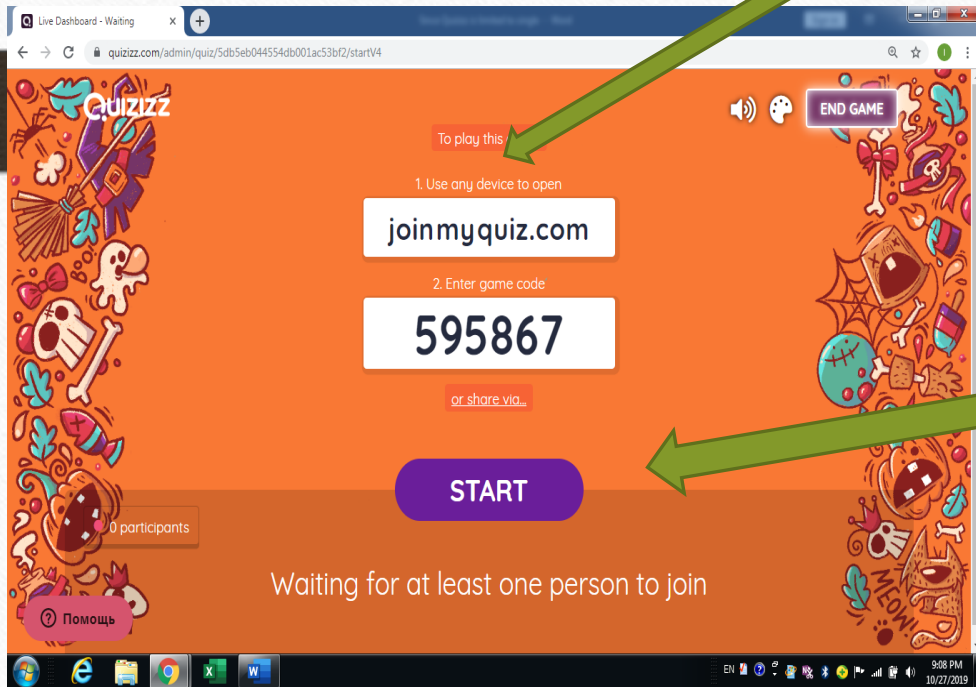 Live Dashboard - Waiting
quizizz.com/admin/quiz/5db5eb044554db001ac53bf2/startV4
Quizizz
END GAME
To play this
1. Use any device to open
joinmyquiz.com
2. Enter game code
595867
or share via...
START
0 participants
Waiting for at least one person to join
MEOW!
Помощь
EN
9:08 PM
10/27/2019